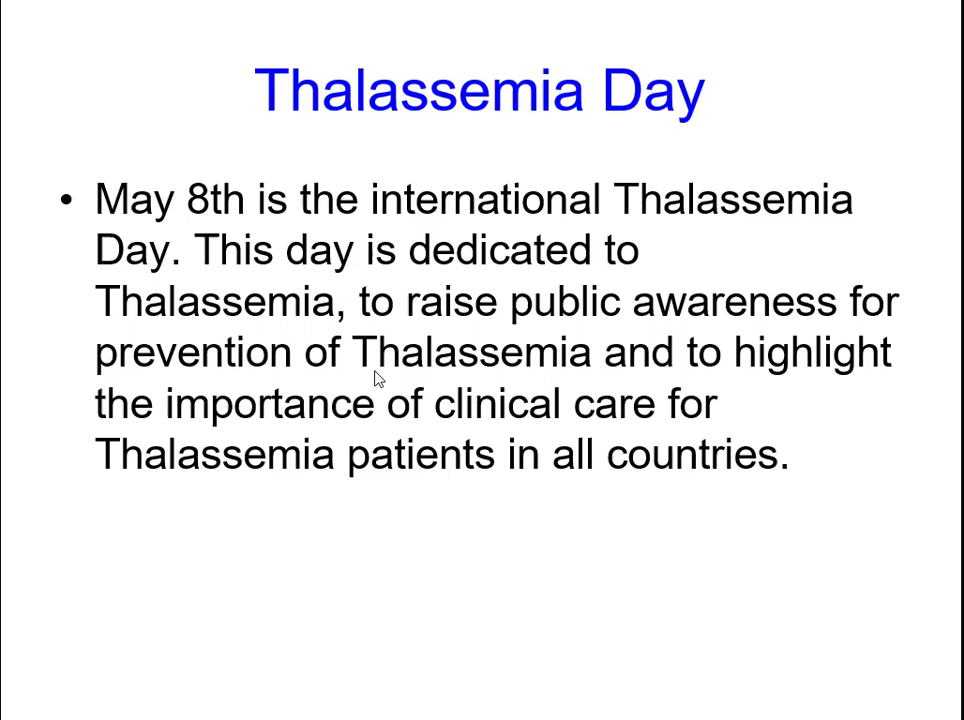 Thalassemia Day
• May 8th is the international Thalassemia
Day. This day is dedicated to
Thalassemia, to raise public awareness for
prevention of Thalassemia and to highlight
the importance of clinical care for
Thalassemia patients in all countries.